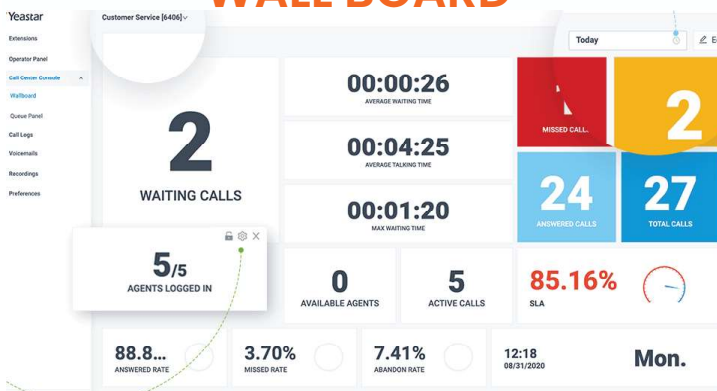 WALL BOARD
Yeastar
Customer Service [6406]
Today
Extensions
Operator Panel
Call Center Console
Wallboard
Queue Panel
Call Logs
Voicemails
Recordings
Preferences
2
WAITING CALLS
00:00:26
AVERAGE WAITING TIME
00:04:25
AVERAGE TALKING TIME
00:01:20
MAX WAITING TIME
MISSED CALL..
2
24
ANSWERED CALLS
27
TOTAL CALLS
5/5
AGENTS LOGGED IN
0
AVAILABLE AGENTS
5
ACTIVE CALLS
85.16%
SLA
88.8...
ANSWERED RATE
3.70%
MISSED RATE
7.41%
ABANDON RATE
12:18
08/31/2020
Mon.